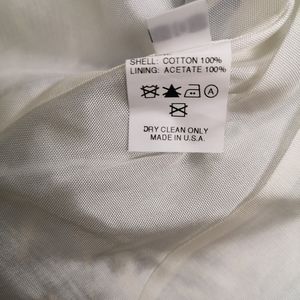 SHELL: COTTON 100%
LINING: ACETATE 100%
A
DRY CLEAN ONLY
MADE IN U.S.A.